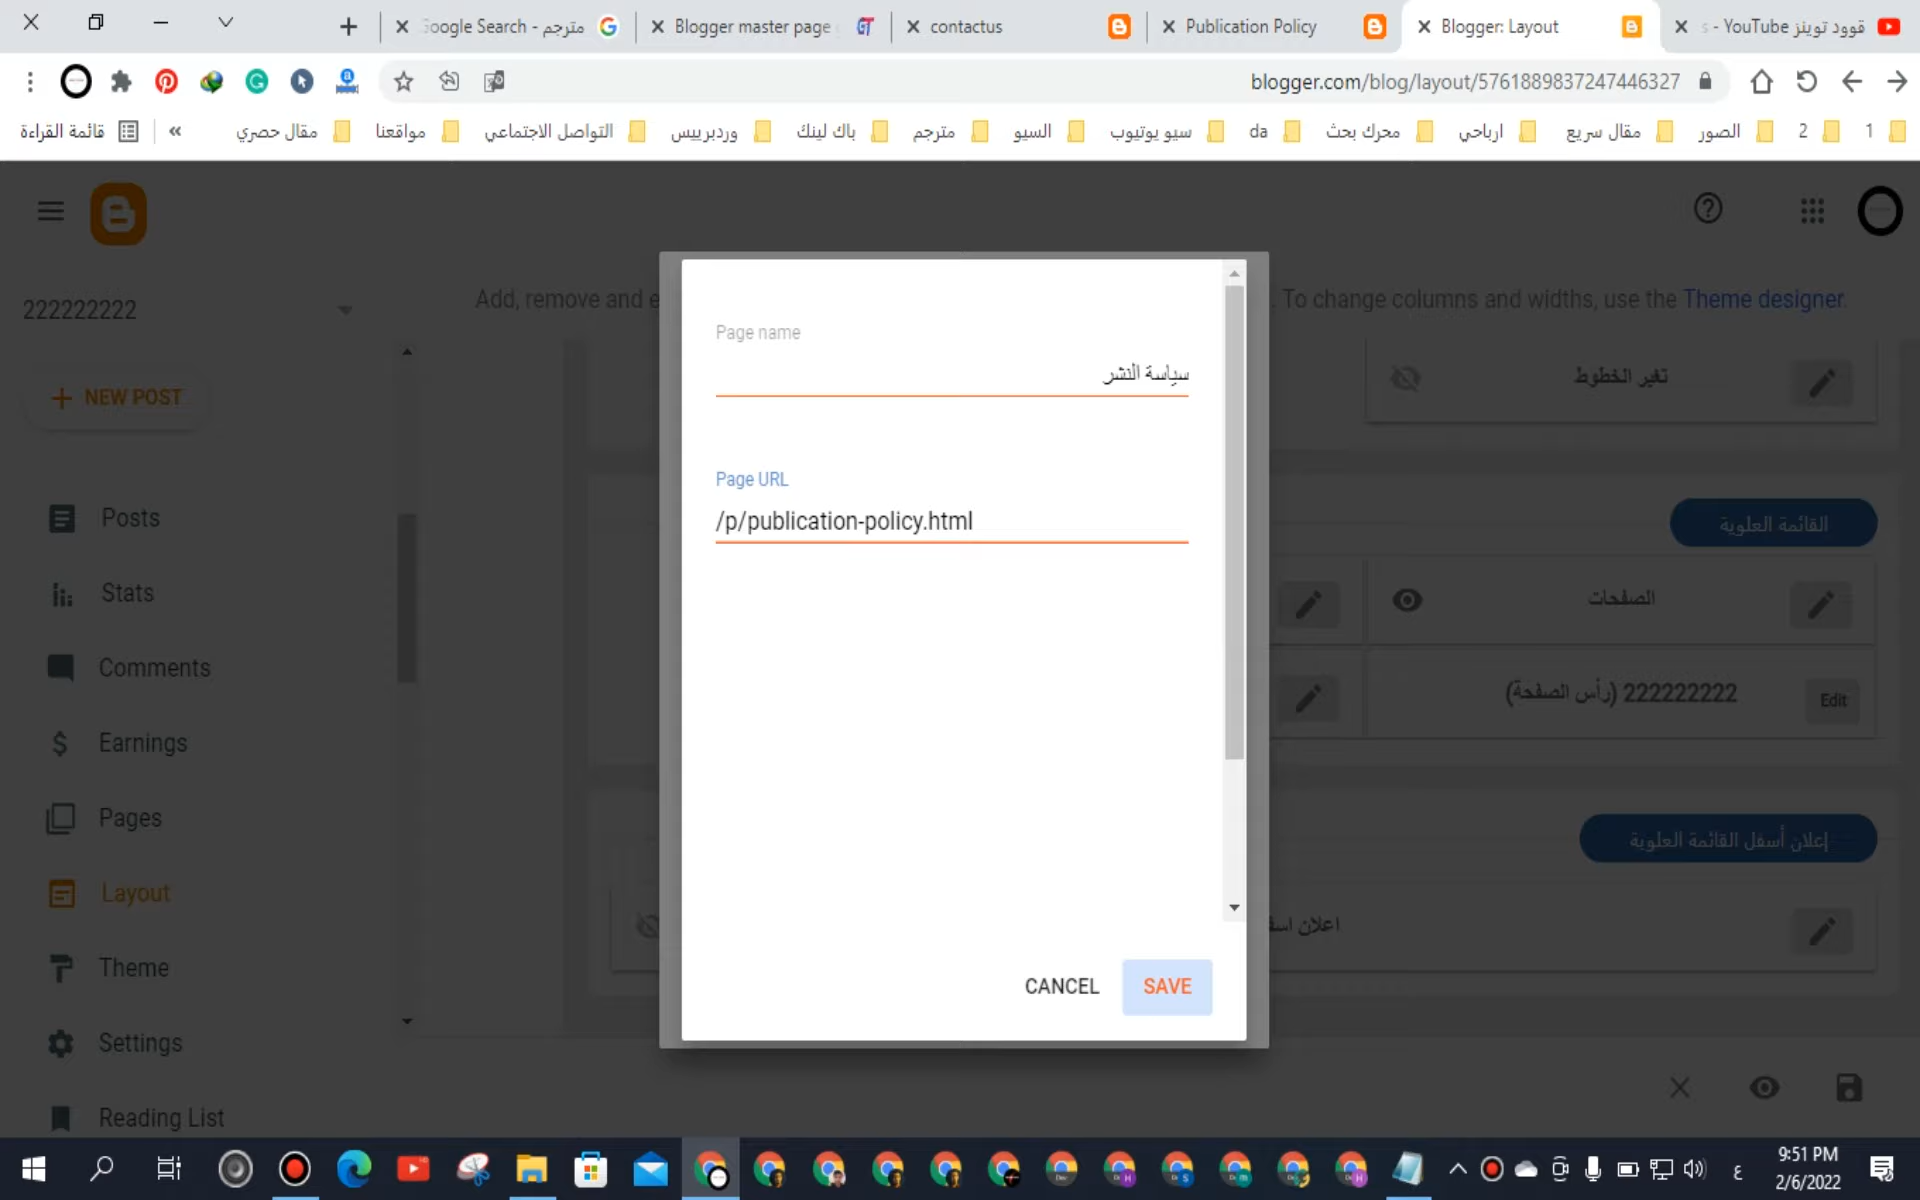 Google Search - مترجم
Blogger master page
contactus
Publication Policy
Blogger: Layout
قوود توينز YouTube -
blogger.com/blog/layout/5761889837247446327
قائمة القراءة
«
مقال حصري
مواقعنا
التواصل الاجتماعي
وردبرييس
باك لينك
مترجم
السيو
سيو يوتيوب
da
محرك بحث
ارباحي
مقال سريع
الصور
2
1
222222222
Add, remove and e
. To change columns and widths, use the Theme designer.
NEW POST
Posts
Stats
Comments
Earnings
Pages
Layout
Theme
Settings
Reading List
Page name
سياسة النشر
Page URL
/p/publication-policy.html
CANCEL
SAVE
تغير الخطوط
القائمة العلوية
الصفحات
222222222 (رأس الصفحة)
Edit
إعلان أسفل القائمة العلوية
اعلان اسف
ع
9:51 PM
2/6/2022